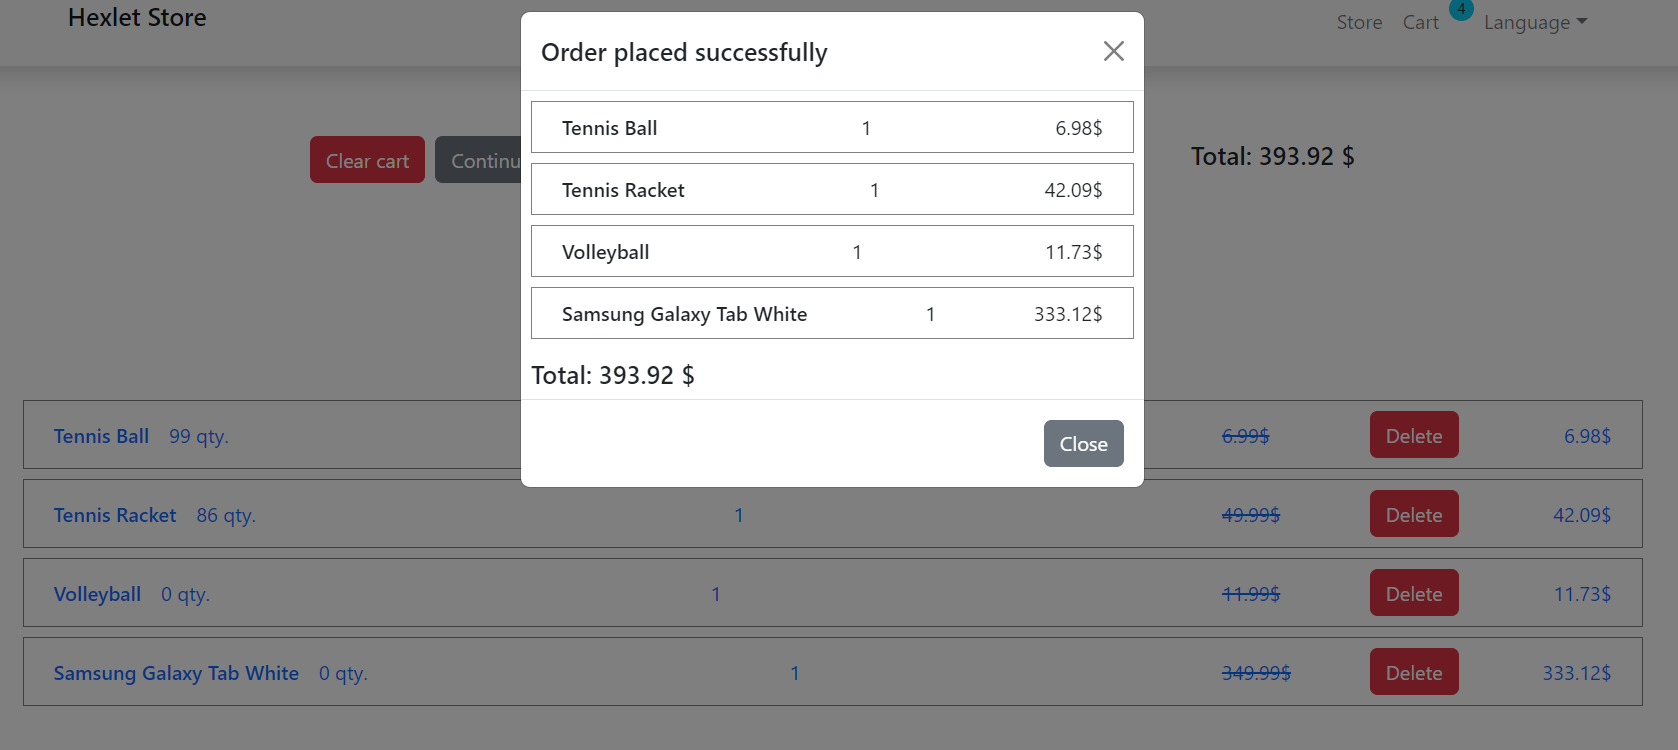 Hexlet Store
Store Cart 4 Language
Order placed successfully
Tennis Ball 1 6.98$
Tennis Racket 1 42.09$
Volleyball 1 11.73$
Samsung Galaxy Tab White 1 333.12$
Total: 393.92 $
Close
Clear cart
Continu
Total: 393.92 $
Tennis Ball 99 qty. 6.99$ Delete 6.98$
Tennis Racket 86 qty. 1 49.99$ Delete 42.09$
Volleyball 0 qty. 1 11.99$ Delete 11.73$
Samsung Galaxy Tab White 0 qty. 1 349.99$ Delete 333.12$